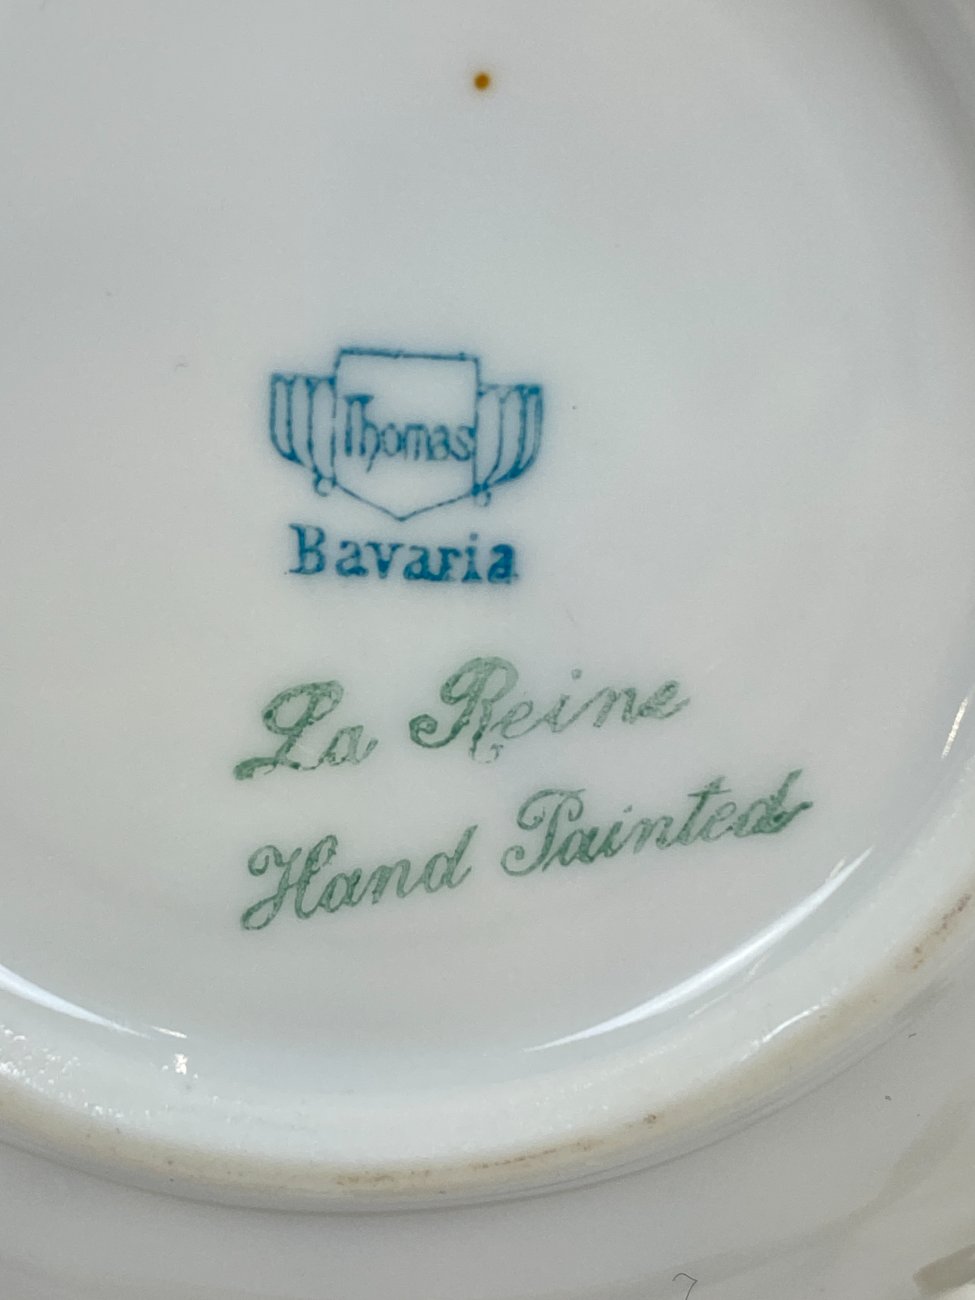 Thomas
Bavaria
La Reine
Hand Painted